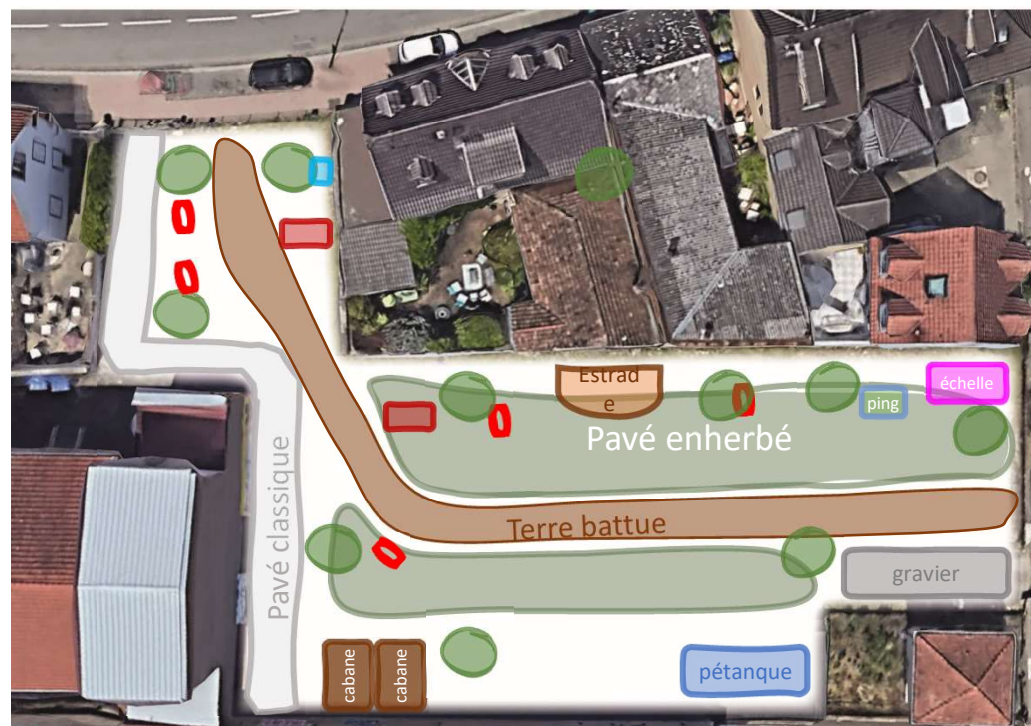 Estrad
e
échelle
ping
Pavé enherbé
Pavé classique
Terre battue
gravier
cabane
cabane
pétanque